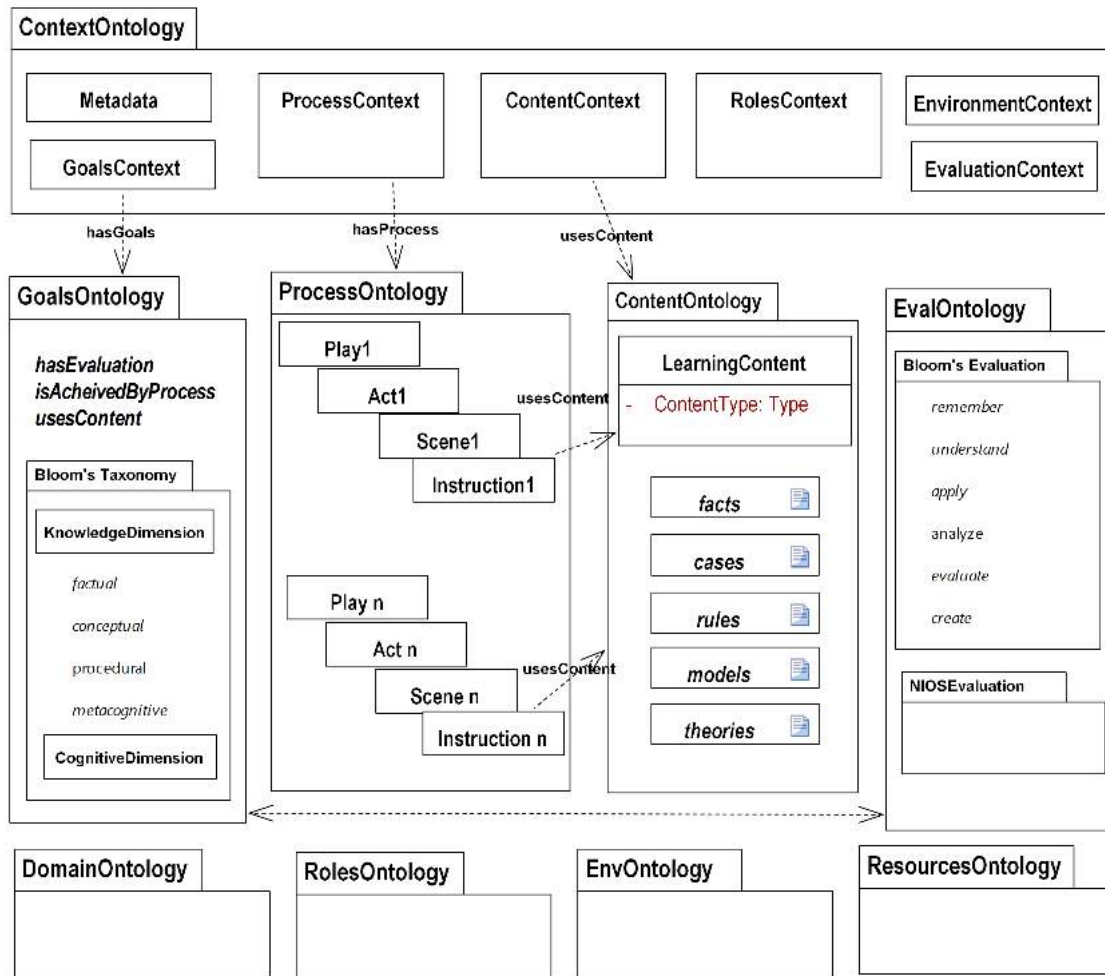 ContextOntology
Metadata
ProcessContext
ContentContext
RolesContext
EnvironmentContext
GoalsContext
EvaluationContext
hasGoals
hasProcess
usesContent
GoalsOntology
hasEvaluation
isAcheivedByProcess
usesContent
Bloom's Taxonomy
KnowledgeDimension
factual
conceptual
procedural
metacognitive
CognitiveDimension
ProcessOntology
Play1
Act1
Scene1
Instruction1
usesContent
Play n
Act n
Scene n
Instruction n
usesContent
ContentOntology
LearningContent
- ContentType: Type
facts
cases
rules
models
theories
EvalOntology
Bloom's Evaluation
remember
understand
apply
analyze
evaluate
create
NIOSEvaluation
DomainOntology
RolesOntology
EnvOntology
ResourcesOntology